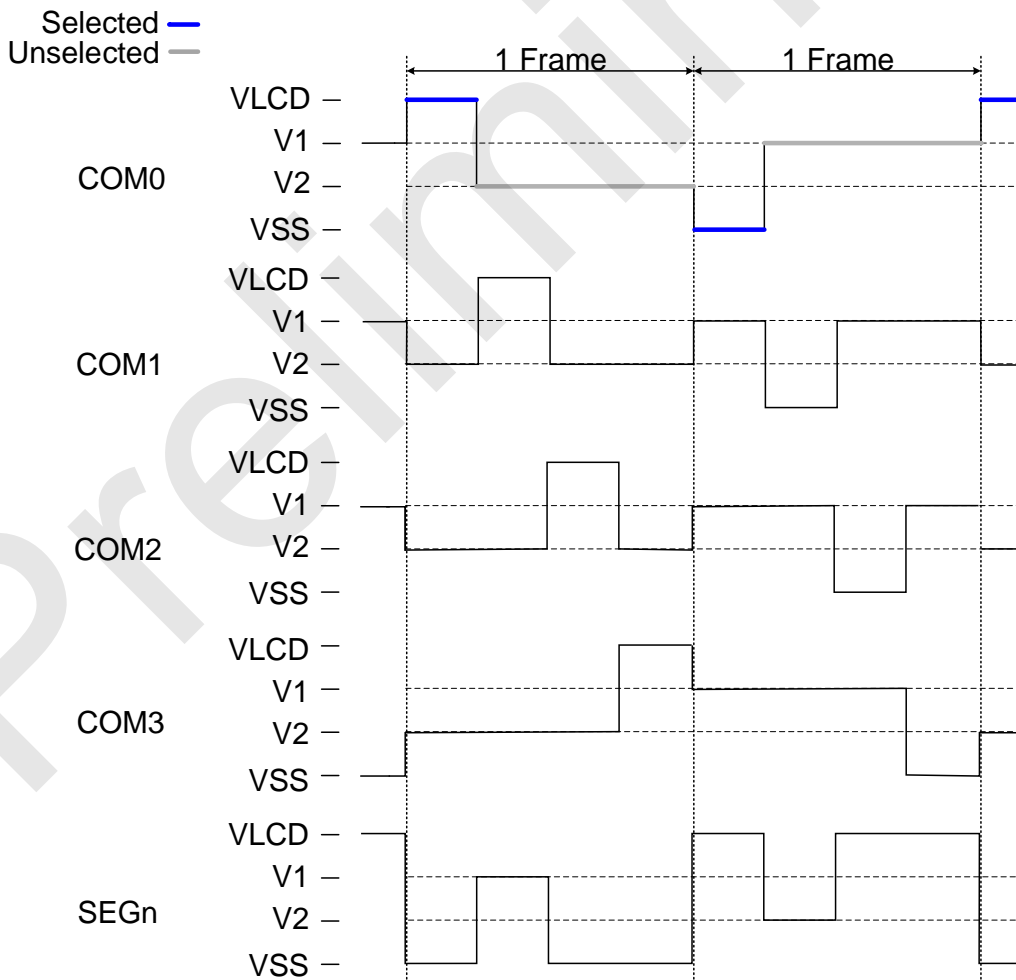 Selected
Unselected
1 Frame 1 Frame
VLCD
V1
COM0
V2
VSS
VLCD
V1
COM1
V2
VSS
VLCD
V1
COM2
V2
VSS
VLCD
V1
COM3
V2
VSS
VLCD
V1
SEGn
V2
VSS